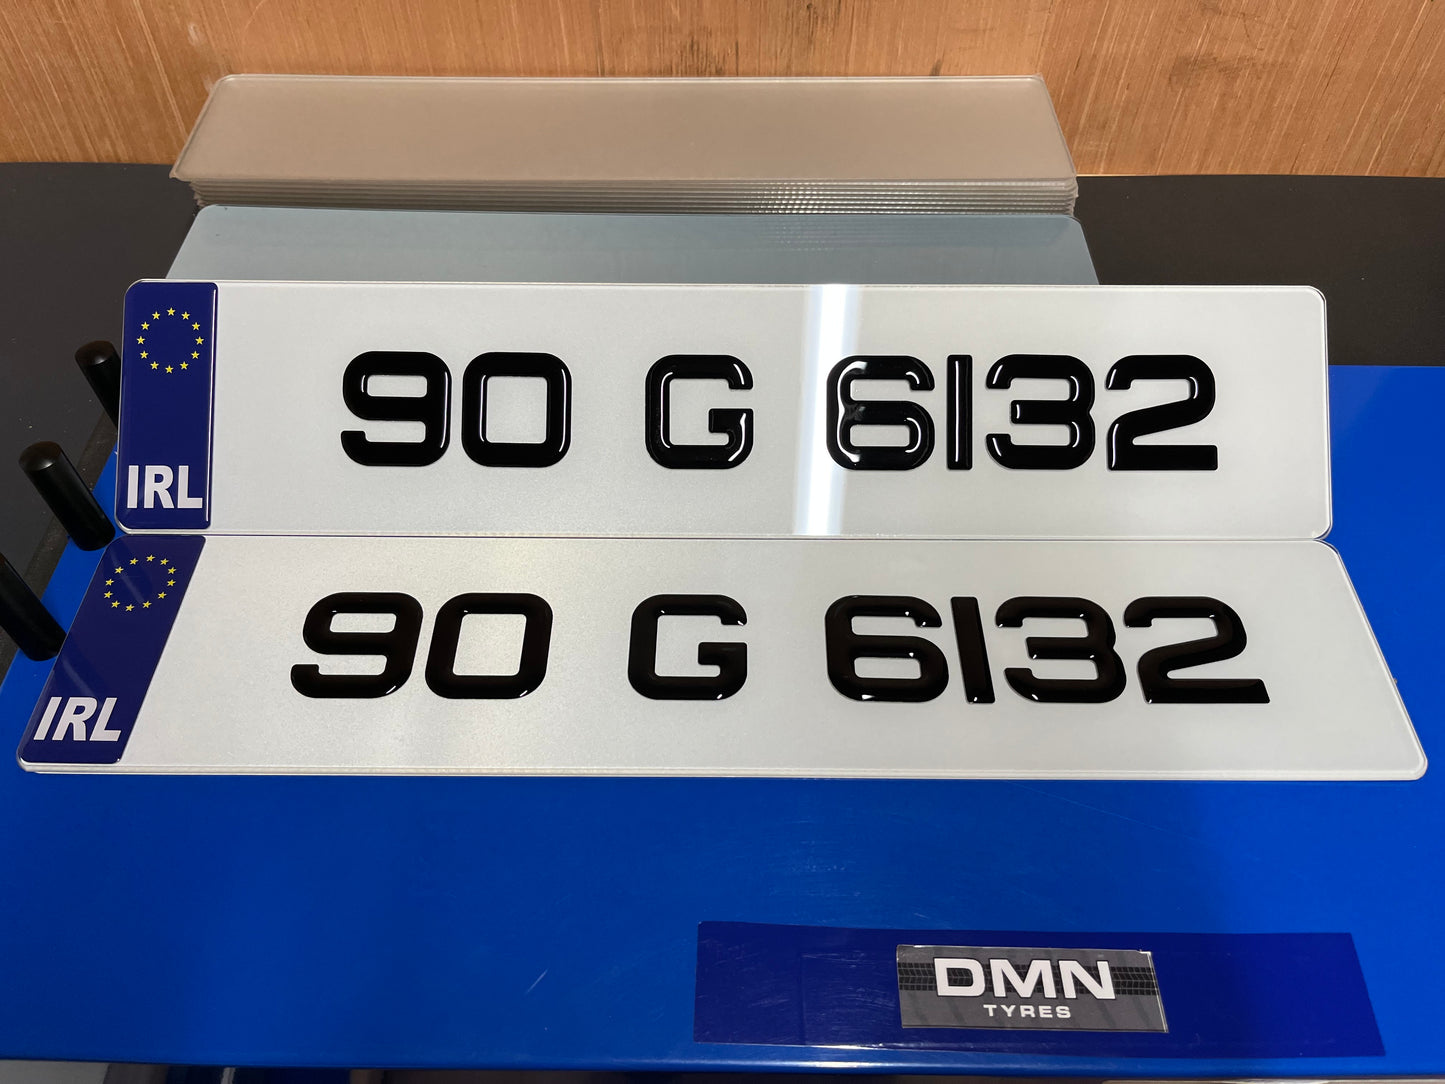 IRL 90 G 6132
IRL 90 G 6132
DMN
TYRES